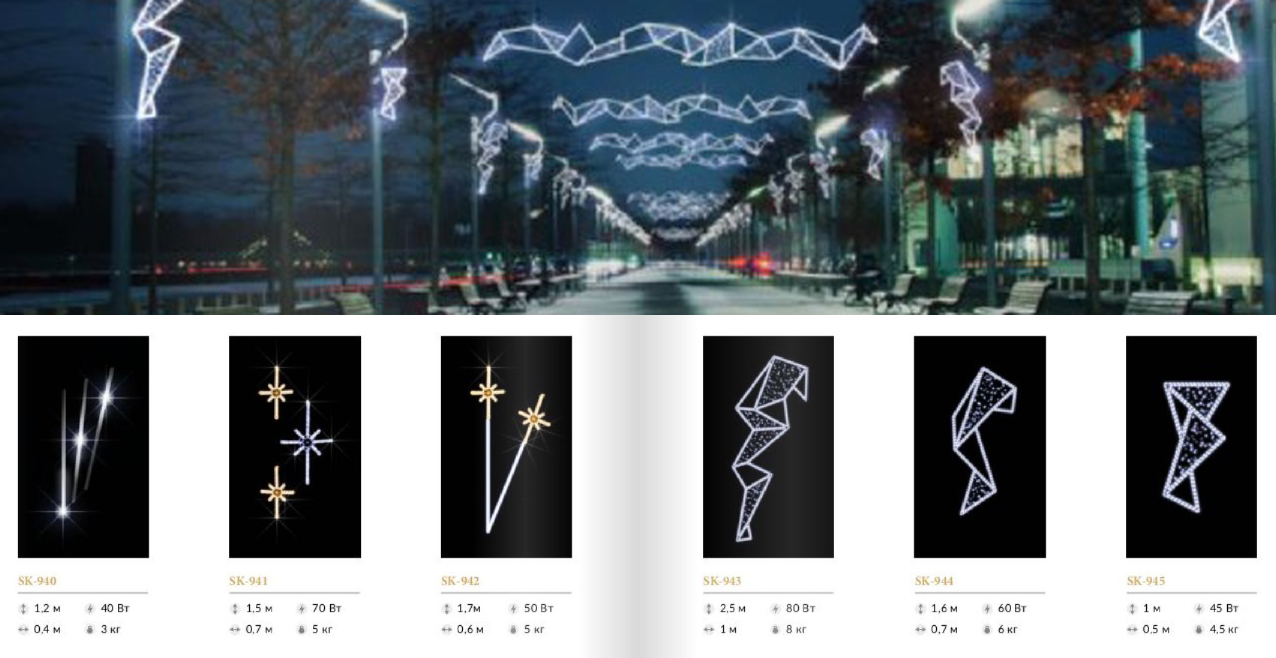 SK-940
1,2 м 40 Вт
0,4 м 3 кг
SK-941
1,5 м 70 Вт
0,7 м 5 кг
SK-942
1,7м 50 Вт
0,6 м 5 кг
SK-943
2,5 м 80 Вт
1 м 8 кг
SK-944
1,6 м 60 Вт
0,7 м 6 кг
SK-945
1 м 45 Вт
0,5 м 4,5 кг